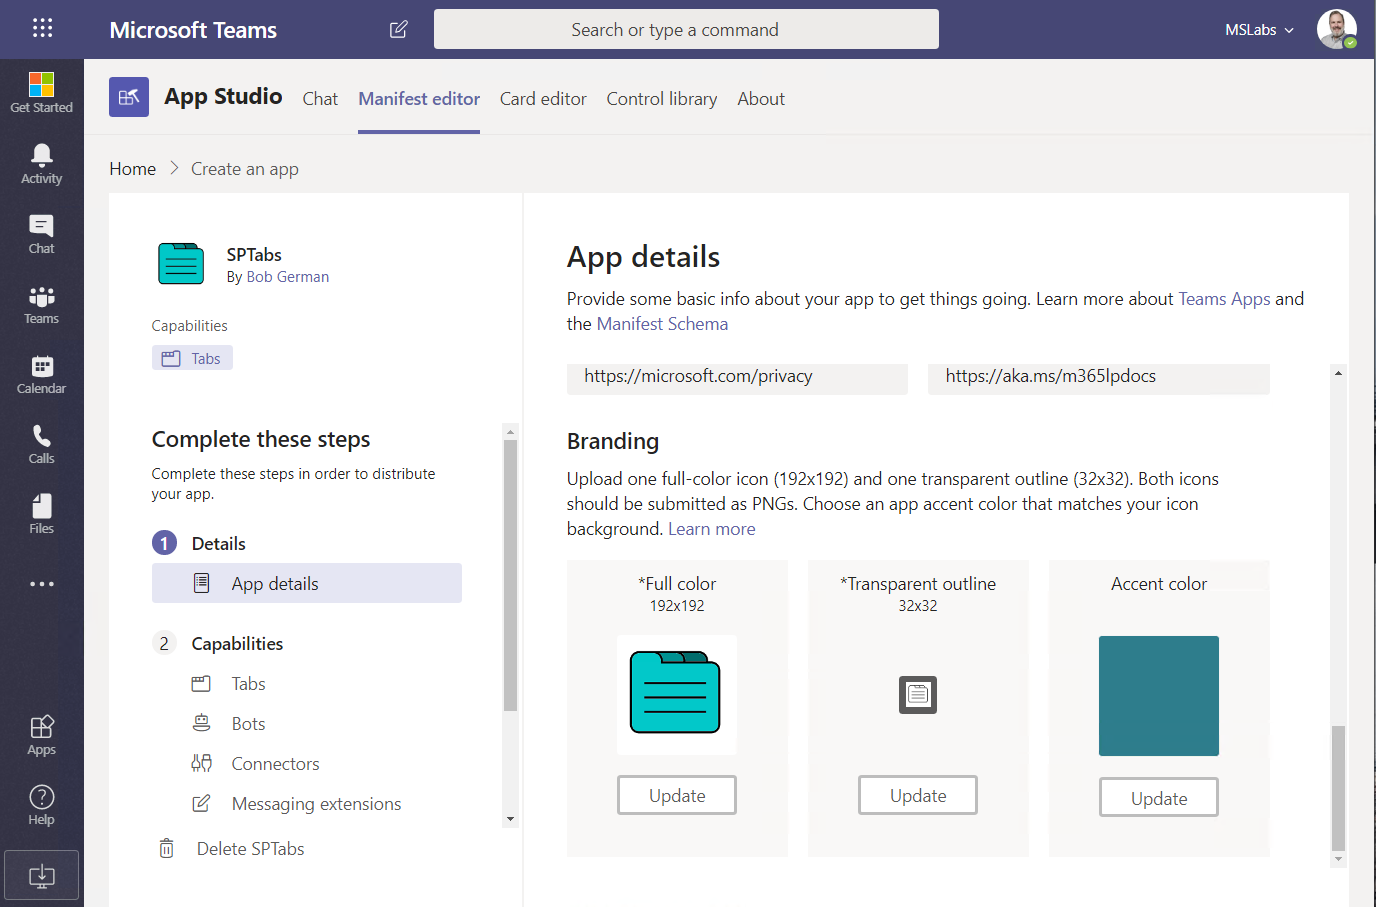 Microsoft Teams
Search or type a command
MSLabs
Get Started
Activity
Chat
Teams
Calendar
Calls
Files
Apps
Help
App Studio
Chat
Manifest editor
Card editor
Control library
About
Home > Create an app
SPTabs
By Bob German
Capabilities
Tabs
Complete these steps
Complete these steps in order to distribute
your app.
1 Details
App details
2 Capabilities
Tabs
Bots
Connectors
Messaging extensions
Delete SPTabs
App details
Provide some basic info about your app to get things going. Learn more about Teams Apps and
the Manifest Schema
https://microsoft.com/privacy
https://aka.ms/m365lpdocs
Branding
Upload one full-color icon (192x192) and one transparent outline (32x32). Both icons
should be submitted as PNGs. Choose an app accent color that matches your icon
background. Learn more
*Full color
192x192
Update
*Transparent outline
32x32
Update
Accent color
Update